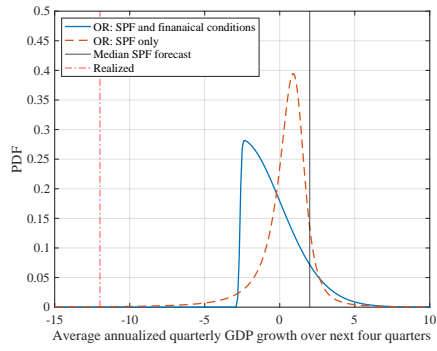 0.5
0.45
0.4
0.35
0.3
0.25
0.2
0.15
0.1
0.05
0
PDF
OR: SPF and finanaical conditions
OR: SPF only
Median SPF forecast
Realized
-15 -10 -5 0 5 10
Average annualized quarterly GDP growth over next four quarters